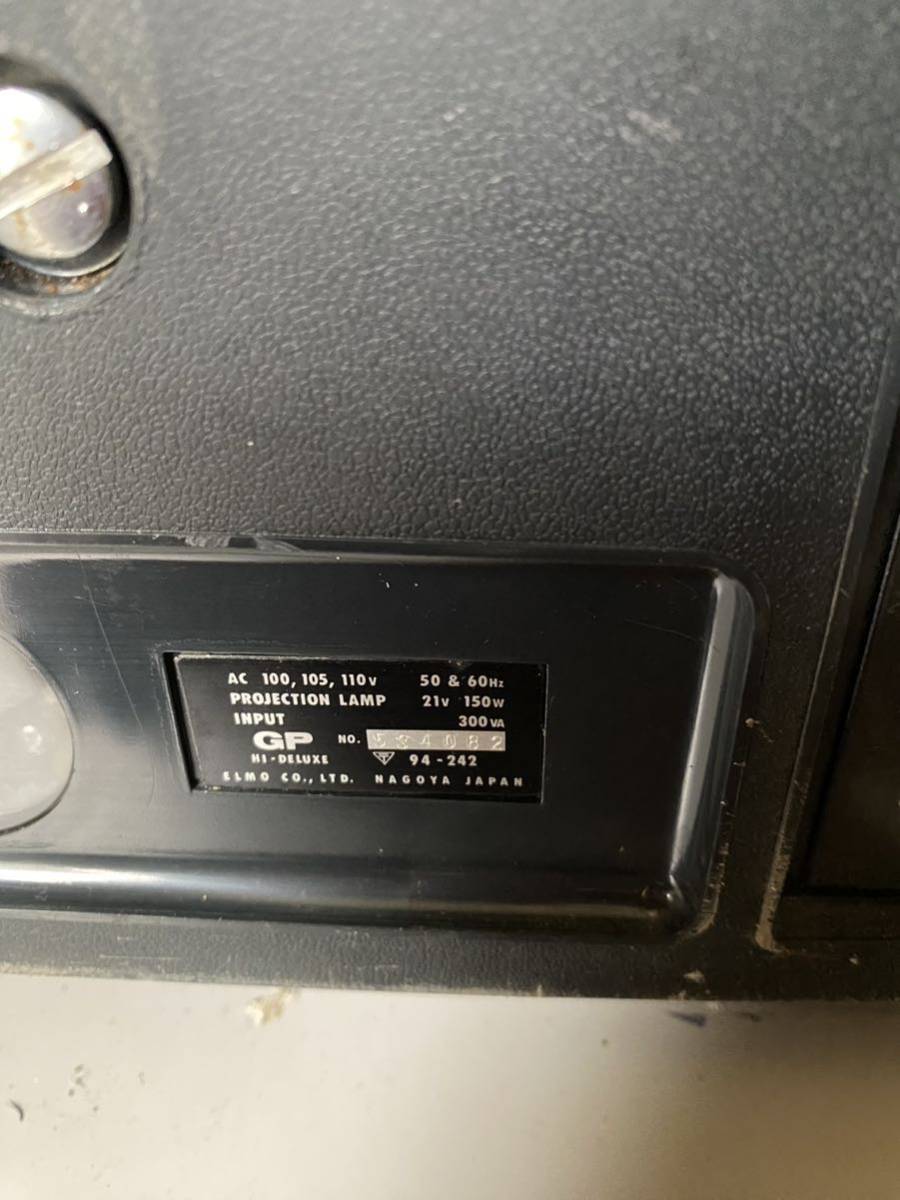 AC 100, 105, 110V 50 & 60Hz
PROJECTION LAMP 21V 150W
INPUT 300VA
GP NO. 534082
HI-DELUXE 94-242
ELMO CO., LTD. NAGOYA JAPAN